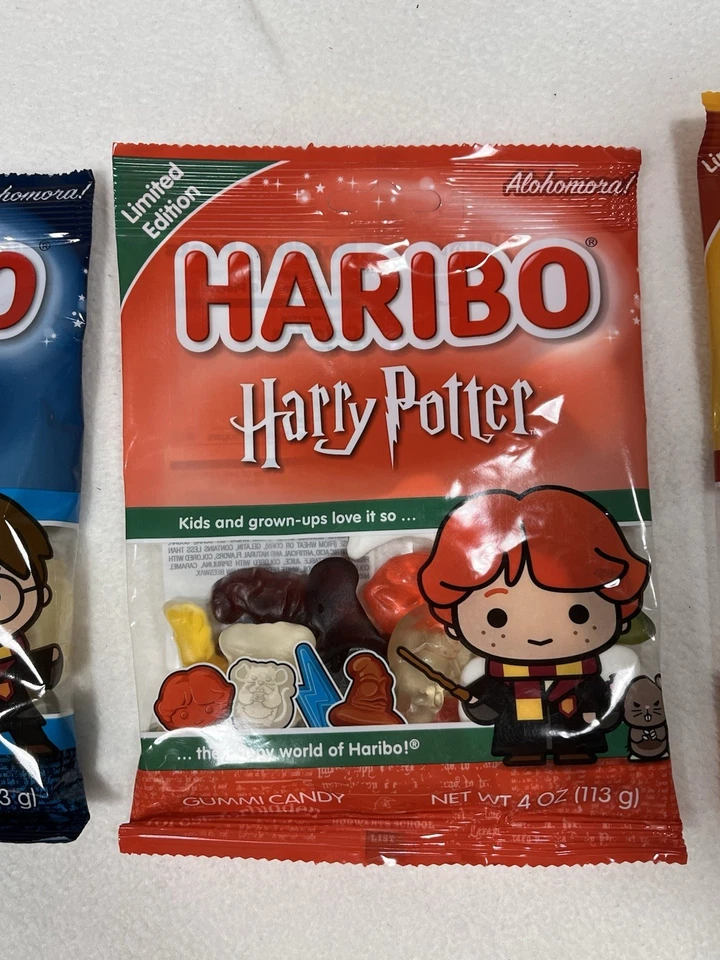 homora!
O
®
3 g)
Limited
Edition
Alohomora!
HARIBO®
Harry Potter
Kids and grown-ups love it so ...
... the happy world of Haribo!®
GUMMI CANDY
NET WT 4 OZ (113 g)
Li